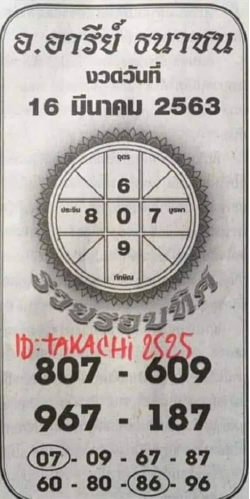 อ.อารีย์ ธนาชน
งวดวันที่
16 มีนาคม 2563
อุดร
6
ประจิม 8 0 7 บูรพา
9
ทักษิณ
รวยรอบทิศ
ID: TAKACHi 2525
807 - 609
967 - 187
07 - 09 - 67 - 87
60 - 80 - 86 - 96